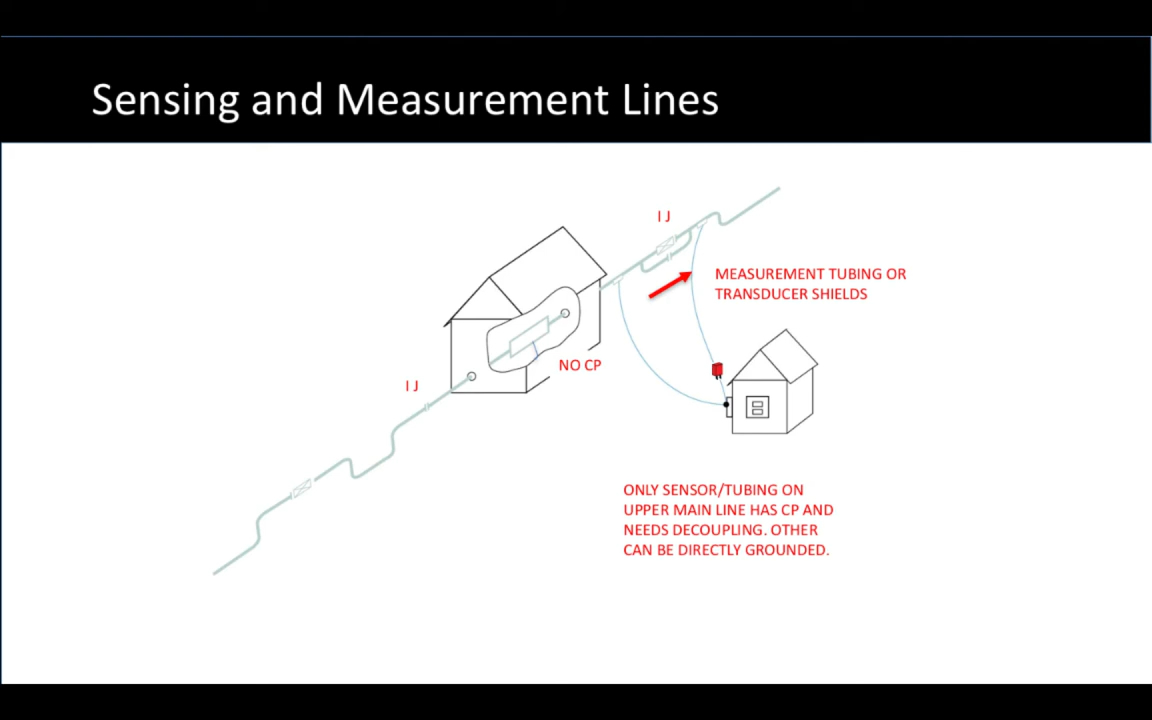 Sensing and Measurement Lines
I J
MEASUREMENT TUBING OR
TRANSDUCER SHIELDS
NO CP
I J
ONLY SENSOR/TUBING ON
UPPER MAIN LINE HAS CP AND
NEEDS DECOUPLING. OTHER
CAN BE DIRECTLY GROUNDED.